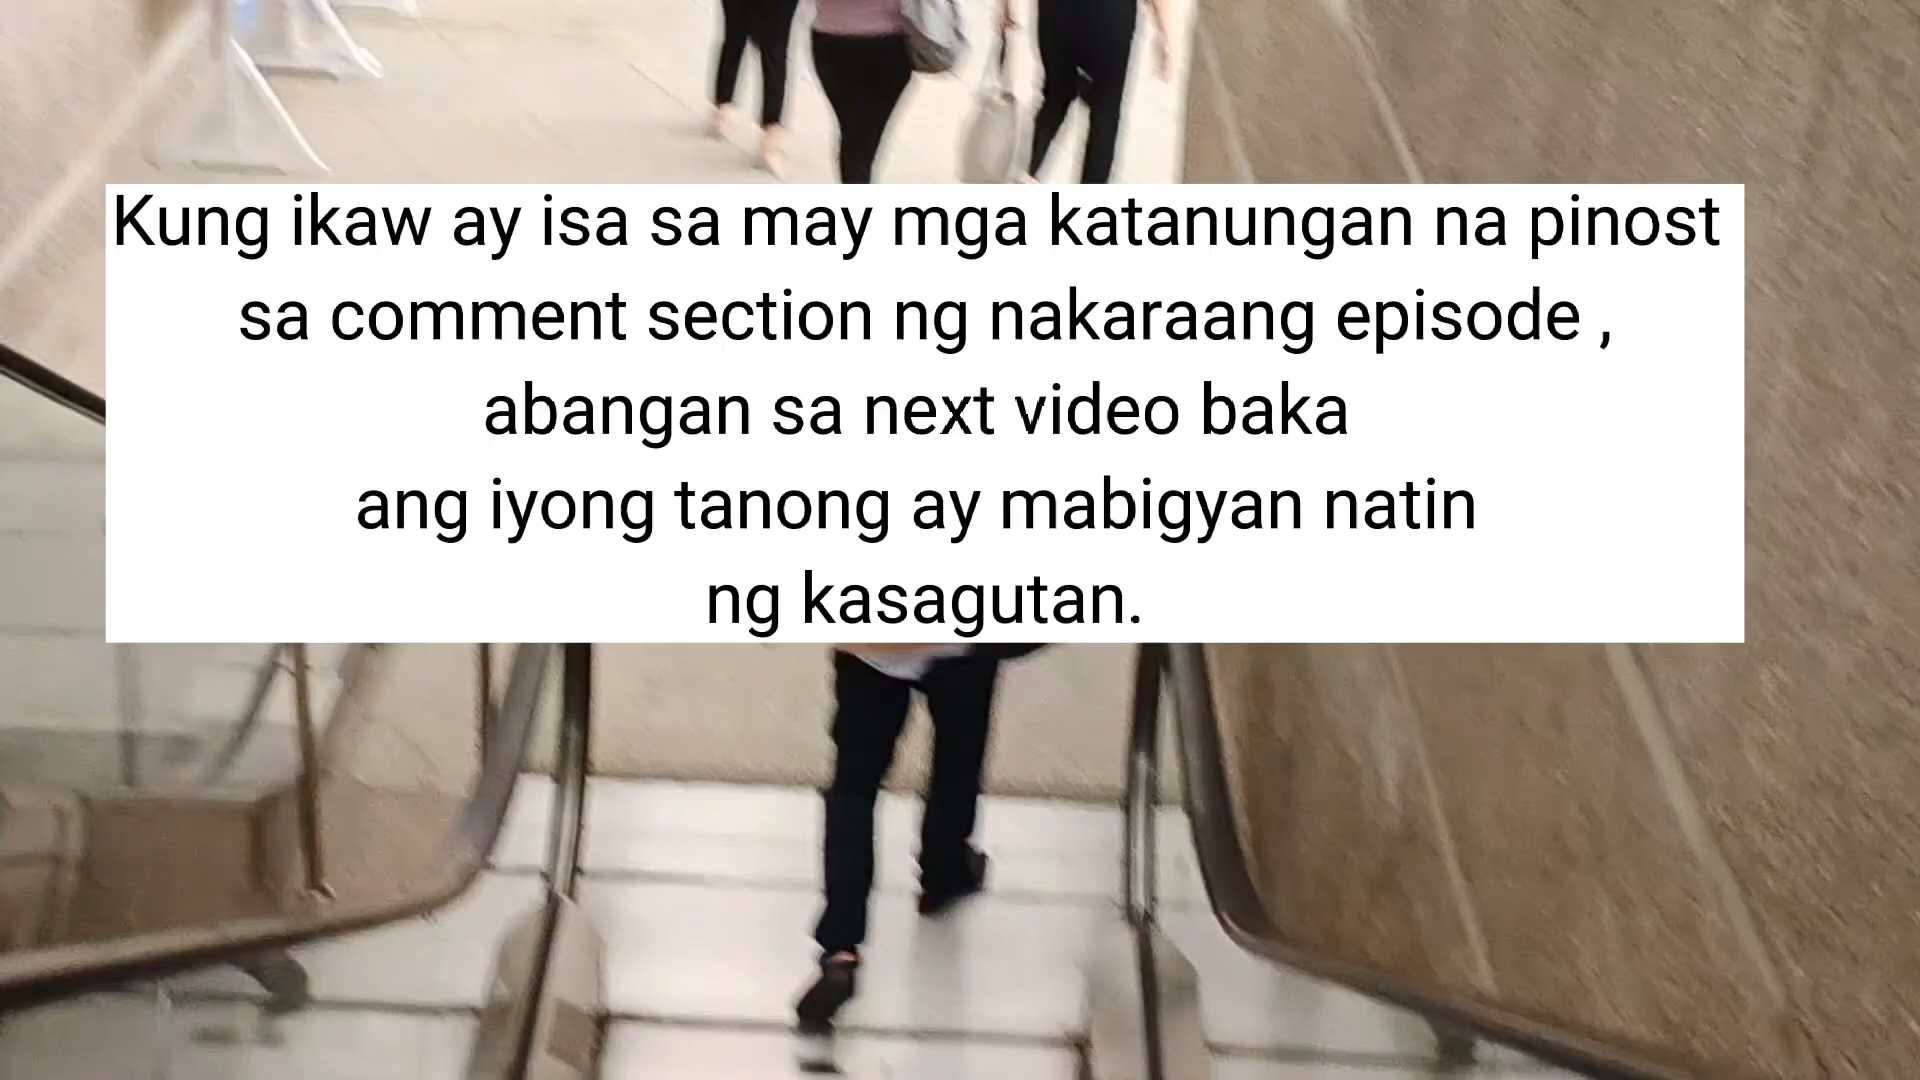 Kung ikaw ay isa sa may mga katanungan na pinost
sa comment section ng nakaraang episode ,
abangan sa next video baka
ang iyong tanong ay mabigyan natin
ng kasagutan.